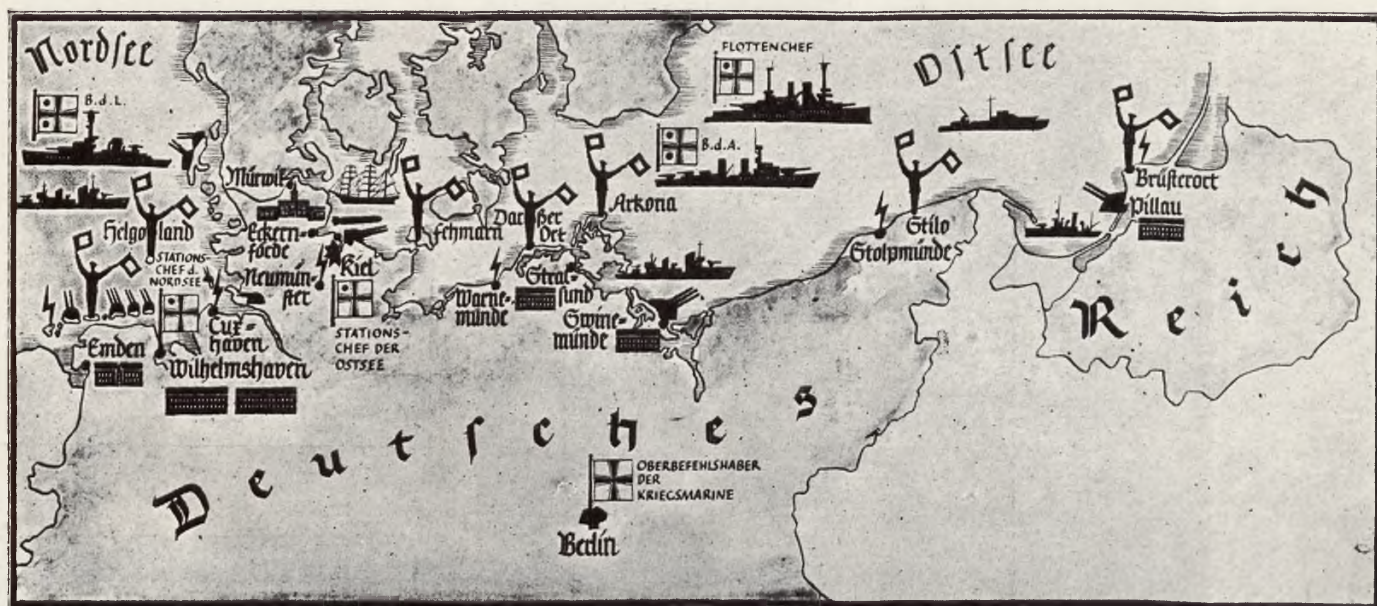 Nordsee
FLOTTENCHEF
Ostsee
B.d.L.
B.d.A.
Mürwik
Brüsterort
Helgoland
Eckern-
förde
Fehmarn
Darßer
Ort
Arkona
Pillau
Stilo
Stolpmünde
STATIONS-
CHEF d.
NORDSEE
Neumün-
ster
Kiel
Warne-
münde
Stral-
sund
Swine-
münde
Cux-
haven
STATIONS-
CHEF DER
OSTSEE
Emden
Wilhelmshaven
Deutsches Reich
OBERBEFEHLSHABER
DER
KRIEGSMARINE
Berlin